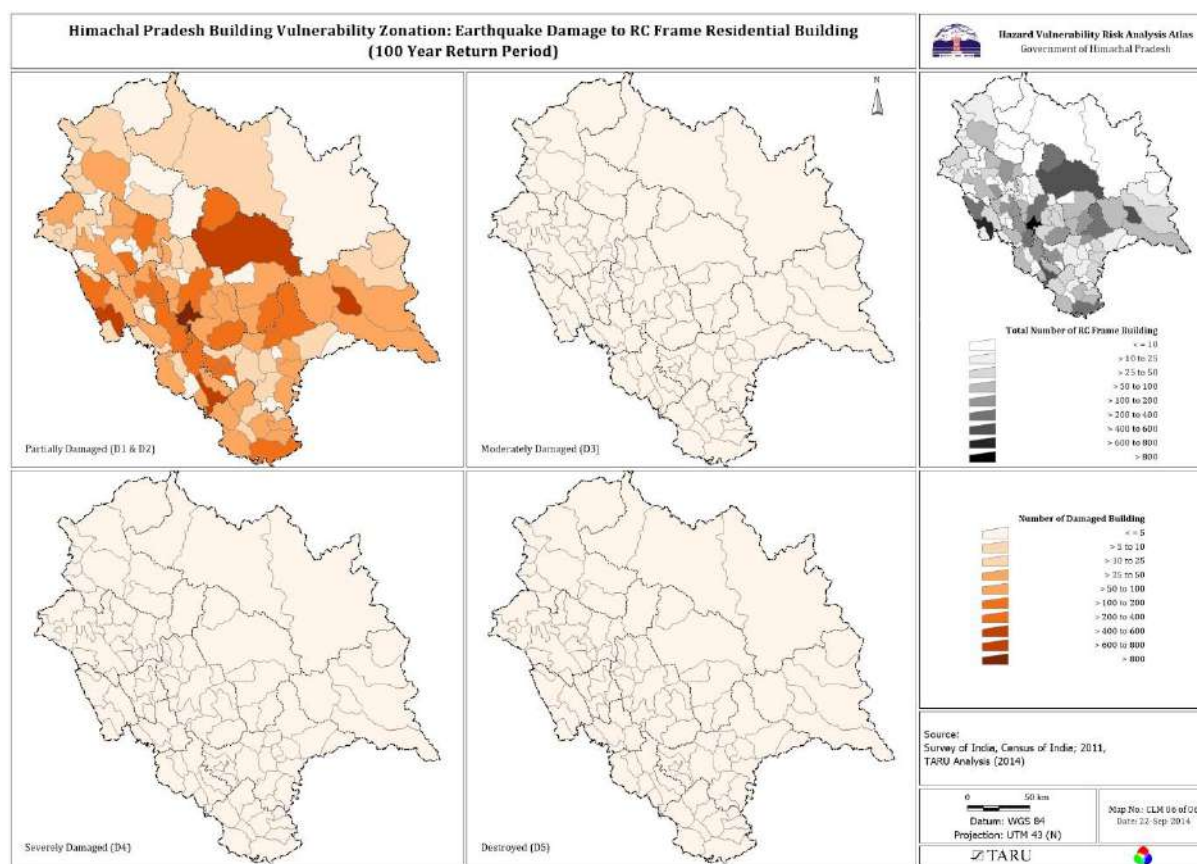 Himachal Pradesh Building Vulnerability Zonation: Earthquake Damage to RC Frame Residential Building
(100 Year Return Period)
Hazard Vulnerability Risk Analysis Atlas
Government of Himachal Pradesh
N
Partially Damaged (D1 & D2)
Moderately Damaged (D3)
Total Number of RC Frame Building
< = 10
> 10 to 25
> 25 to 50
> 50 to 100
> 100 to 200
> 200 to 400
> 400 to 600
> 600 to 800
> 800
Severely Damaged (D4)
Destroyed (D5)
Number of Damaged Building
< = 5
> 5 to 10
> 10 to 25
> 25 to 50
> 50 to 100
> 100 to 200
> 200 to 400
> 400 to 600
> 600 to 800
> 800
Source:
Survey of India, Census of India; 2011,
TARU Analysis (2014)
0 50 km
Datum: WGS 84
Projection: UTM 43 (N)
Map No.: CLM 06 of 06
Date: 22-Sep-2014
TARU